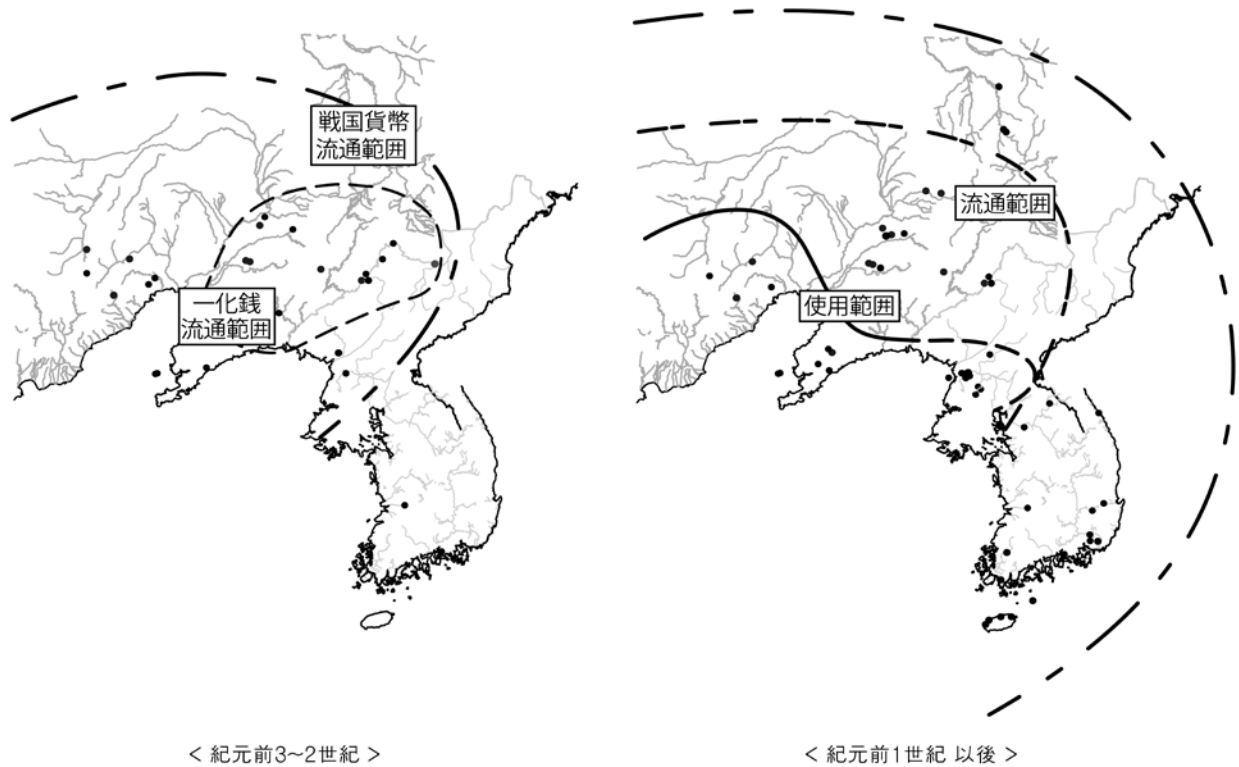 戦国貨幣
流通範囲
一化銭
流通範囲
流通範囲
使用範囲
< 紀元前3~2世紀 >
< 紀元前1世紀 以後 >